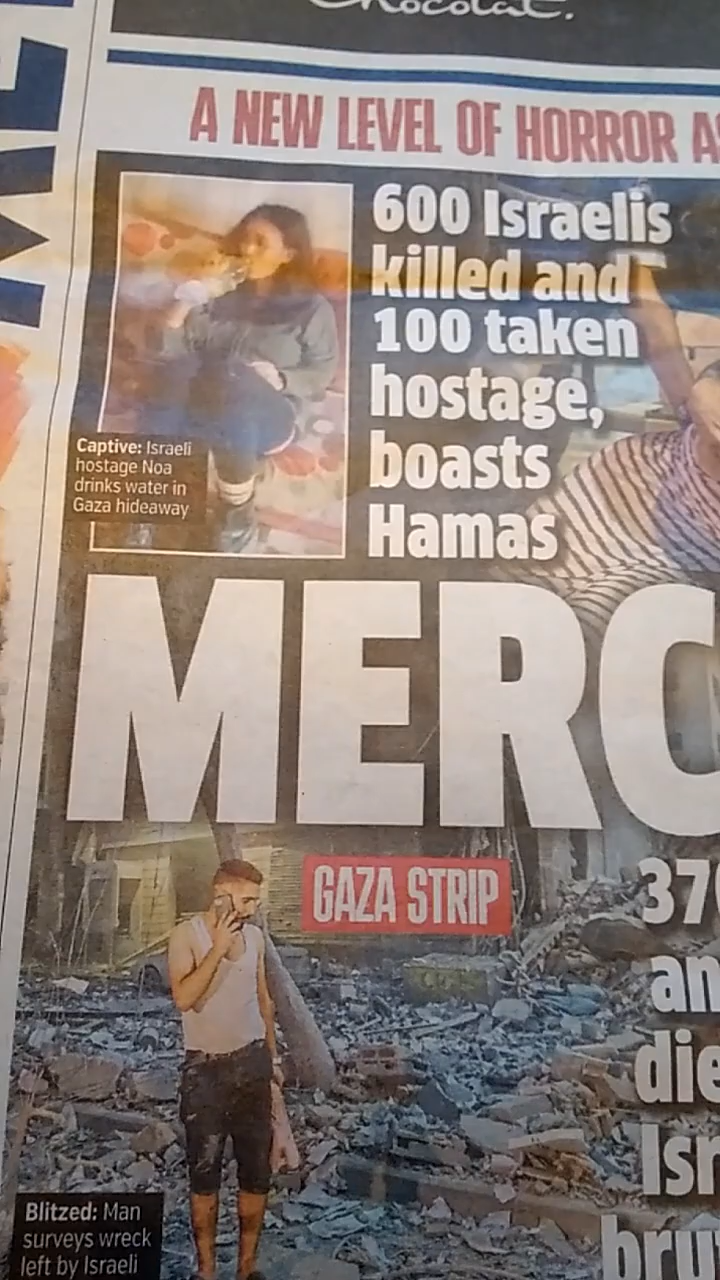 Chocolat.
A NEW LEVEL OF HORROR
600 Israelis
killed and
100 taken
hostage,
boasts
Hamas
Captive: Israeli
hostage Noa
drinks water in
Gaza hideaway
MERC
GAZA STRIP
370
an
die
Isr
bru
Blitzed: Man
surveys wreck
left by Israeli